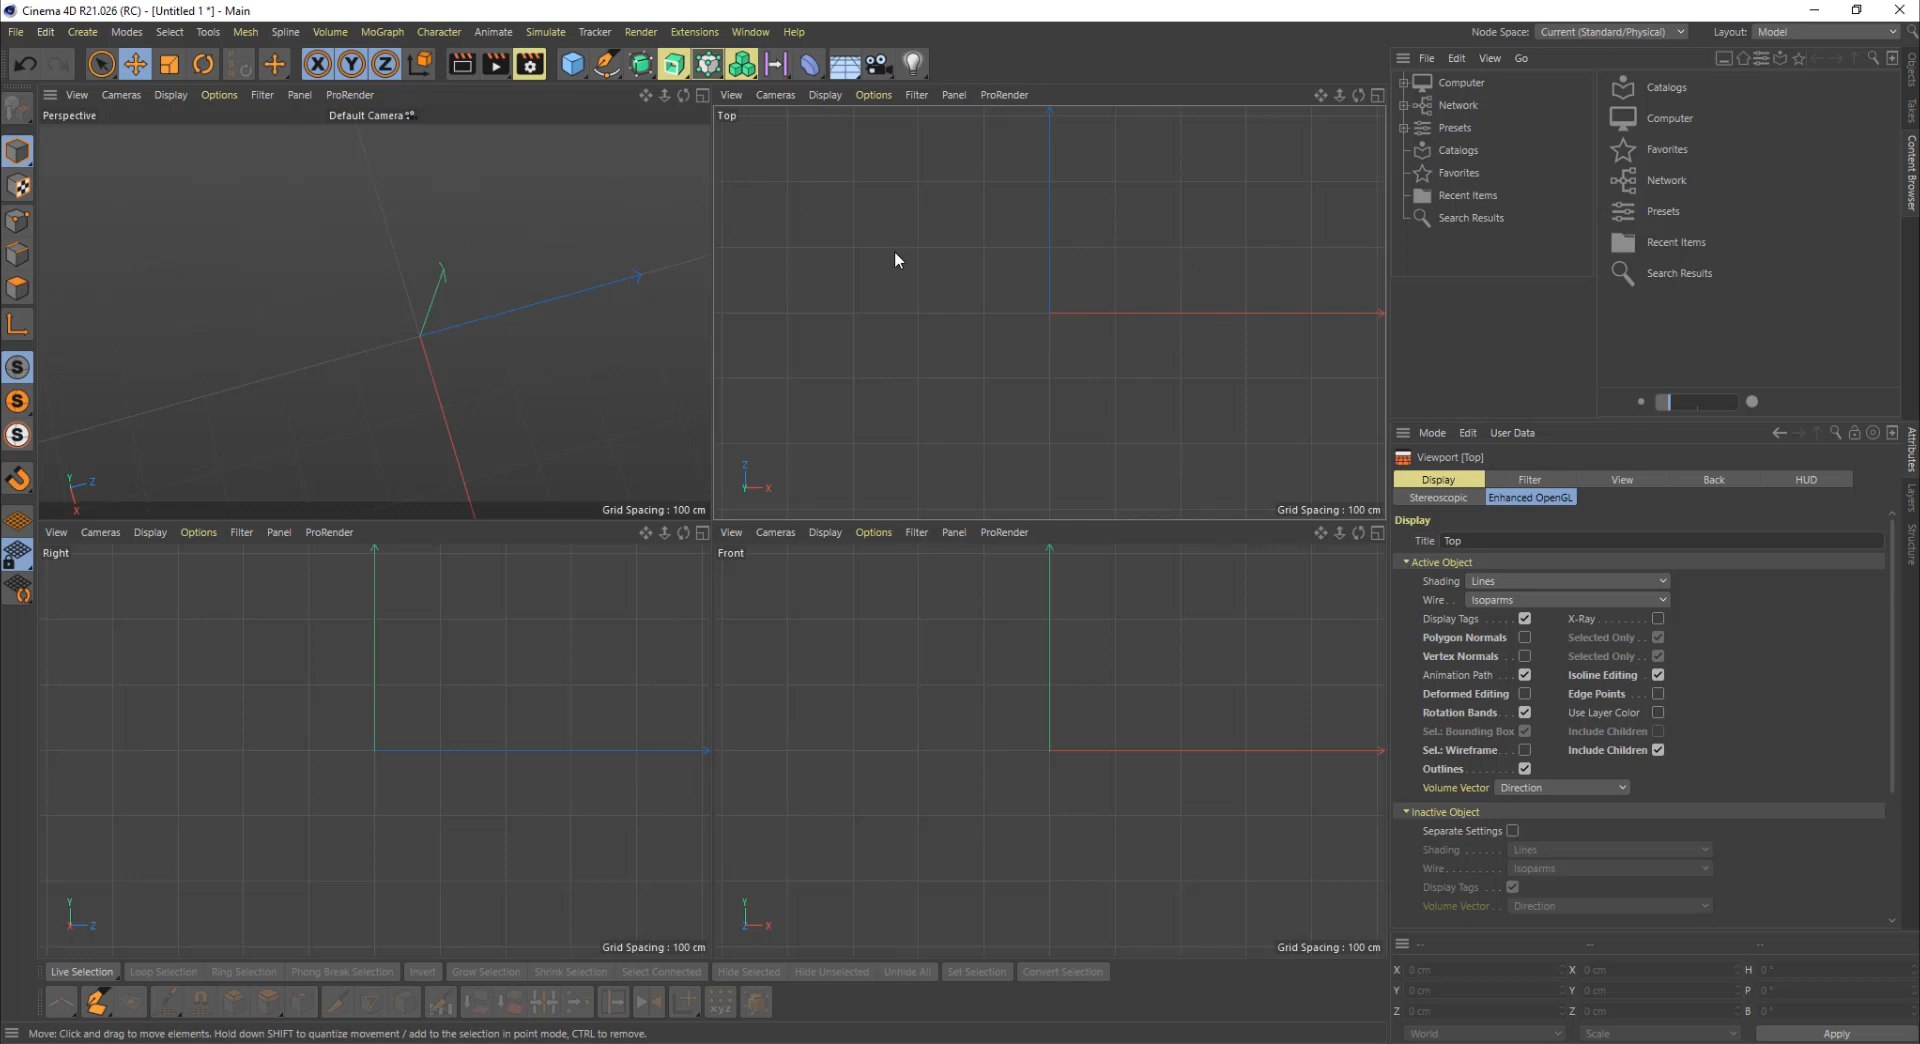 Cinema 4D R21.026 (RC) - [Untitled 1 *] - Main
File Edit Create Modes Select Tools Mesh Spline Volume MoGraph Character Animate Simulate Tracker Render Extensions Window Help
Node Space: Current (Standard/Physical) Layout: Model
X Y Z
PSR
0
View Cameras Display Options Filter Panel ProRender
Perspective
Default Camera
Y Z
X
Grid Spacing : 100 cm
View Cameras Display Options Filter Panel ProRender
Top
Z
Y X
Grid Spacing : 100 cm
View Cameras Display Options Filter Panel ProRender
Right
Y
X Z
Grid Spacing : 100 cm
View Cameras Display Options Filter Panel ProRender
Front
Y
Z X
Grid Spacing : 100 cm
S
S
S
File Edit View Go
Computer
Network
Presets
Catalogs
Favorites
Recent Items
Search Results
Catalogs
Computer
Favorites
Network
Presets
Recent Items
Search Results
Objects
Takes
Content Browser
Attributes
Layers
Structure
Mode Edit User Data
Viewport [Top]
Display Filter View Back HUD
Stereoscopic Enhanced OpenGL
Display
Title Top
Active Object
Shading Lines
Wire . . Isoparms
Display Tags . . . . . X-Ray . . . . . . . .
Polygon Normals Selected Only . .
Vertex Normals . . Selected Only . .
Animation Path . . . Isoline Editing .
Deformed Editing Edge Points . . .
Rotation Bands . . . Use Layer Color
Sel.: Bounding Box Include Children
Sel.: Wireframe . . . Include Children
Outlines . . . . . . . .
Volume Vector Direction
Inactive Object
Separate Settings
Shading . . . . . . Lines
Wire . . . . . . . . . Isoparms
Display Tags . . .
Volume Vector . . Direction
-- -- --
X 0 cm X 0 cm H 0 °
Y 0 cm Y 0 cm P 0 °
Z 0 cm Z 0 cm B 0 °
World Scale Apply
Live Selection Loop Selection Ring Selection Phong Break Selection Invert Grow Selection Shrink Selection Select Connected Hide Selected Hide Unselected Unhide All Set Selection Convert Selection
xyz
Move: Click and drag to move elements. Hold down SHIFT to quantize movement / add to the selection in point mode, CTRL to remove.